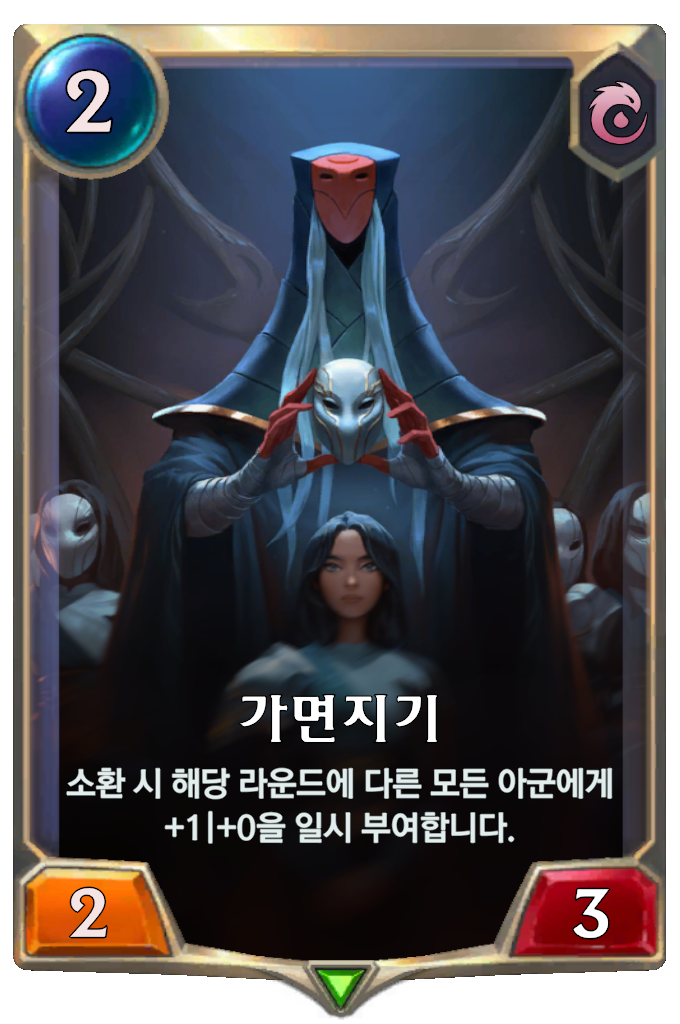 2
가면지기
소환 시 해당 라운드에 다른 모든 아군에게
+1|+0을 일시 부여합니다.
2
3